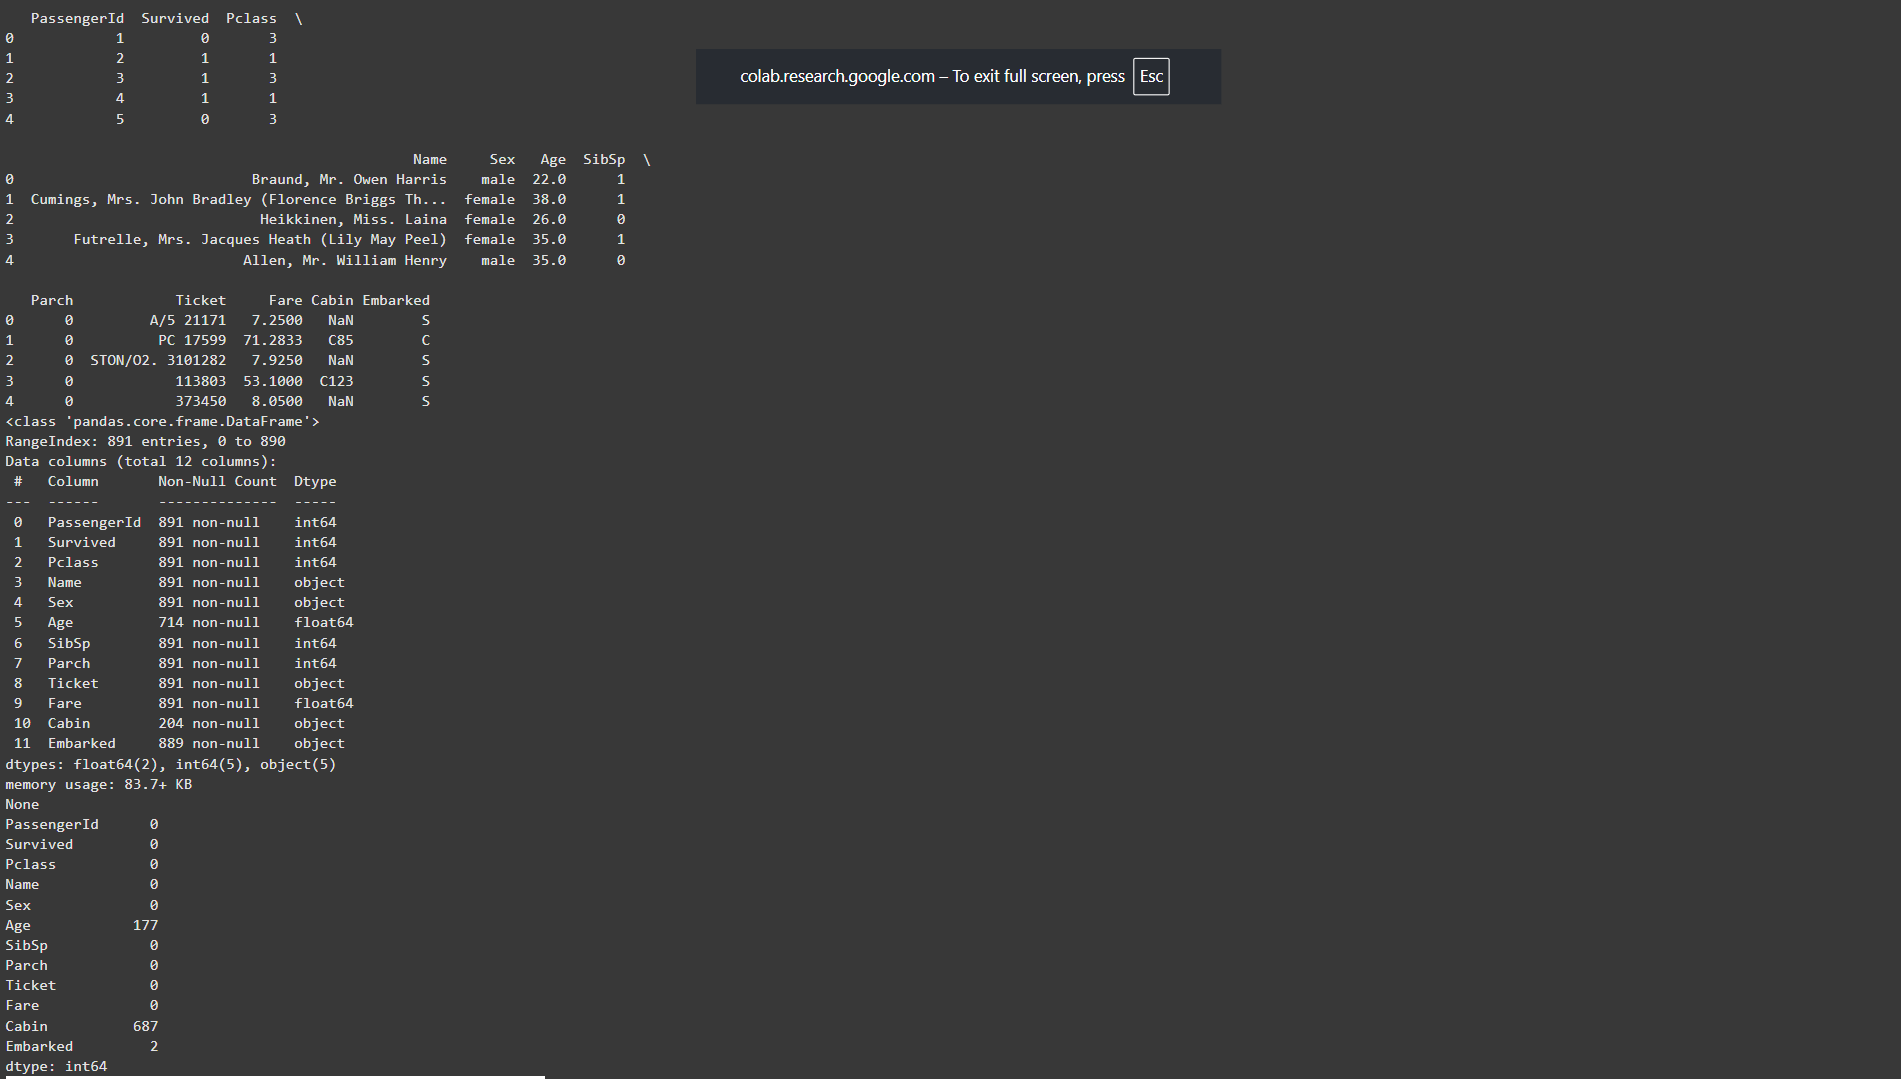 PassengerId  Survived  Pclass  \
0            1         0       3
1            2         1       1
2            3         1       3
3            4         1       1
4            5         0       3
colab.research.google.com – To exit full screen, press Esc
                                                Name     Sex   Age  SibSp  \
0                             Braund, Mr. Owen Harris    male  22.0      1
1  Cumings, Mrs. John Bradley (Florence Briggs Th...  female  38.0      1
2                              Heikkinen, Miss. Laina  female  26.0      0
3        Futrelle, Mrs. Jacques Heath (Lily May Peel)  female  35.0      1
4                            Allen, Mr. William Henry    male  35.0      0
   Parch            Ticket     Fare Cabin Embarked
0      0         A/5 21171   7.2500   NaN        S
1      0          PC 17599  71.2833   C85        C
2      0  STON/O2. 3101282   7.9250   NaN        S
3      0            113803  53.1000  C123        S
4      0            373450   8.0500   NaN        S
<class 'pandas.core.frame.DataFrame'>
RangeIndex: 891 entries, 0 to 890
Data columns (total 12 columns):
 #   Column       Non-Null Count  Dtype
---  ------       --------------  -----
 0   PassengerId  891 non-null    int64
 1   Survived     891 non-null    int64
 2   Pclass       891 non-null    int64
 3   Name         891 non-null    object
 4   Sex          891 non-null    object
 5   Age          714 non-null    float64
 6   SibSp        891 non-null    int64
 7   Parch        891 non-null    int64
 8   Ticket       891 non-null    object
 9   Fare         891 non-null    float64
 10  Cabin        204 non-null    object
 11  Embarked     889 non-null    object
dtypes: float64(2), int64(5), object(5)
memory usage: 83.7+ KB
None
PassengerId      0
Survived         0
Pclass           0
Name             0
Sex              0
Age            177
SibSp            0
Parch            0
Ticket           0
Fare             0
Cabin          687
Embarked         2
dtype: int64